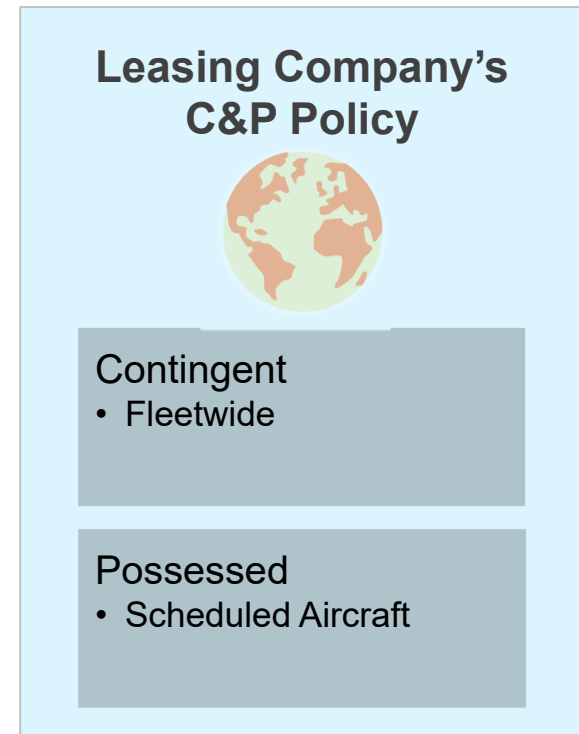 Leasing Company's
C&P Policy
Contingent
• Fleetwide
Possessed
• Scheduled Aircraft